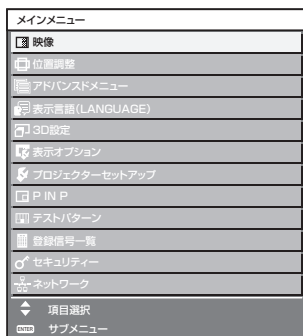 メインメニュー
映像
位置調整
アドバンスドメニュー
表示言語(LANGUAGE)
3D設定
表示オプション
プロジェクターセットアップ
P IN P
テストパターン
登録信号一覧
セキュリティー
ネットワーク
項目選択
ENTER サブメニュー